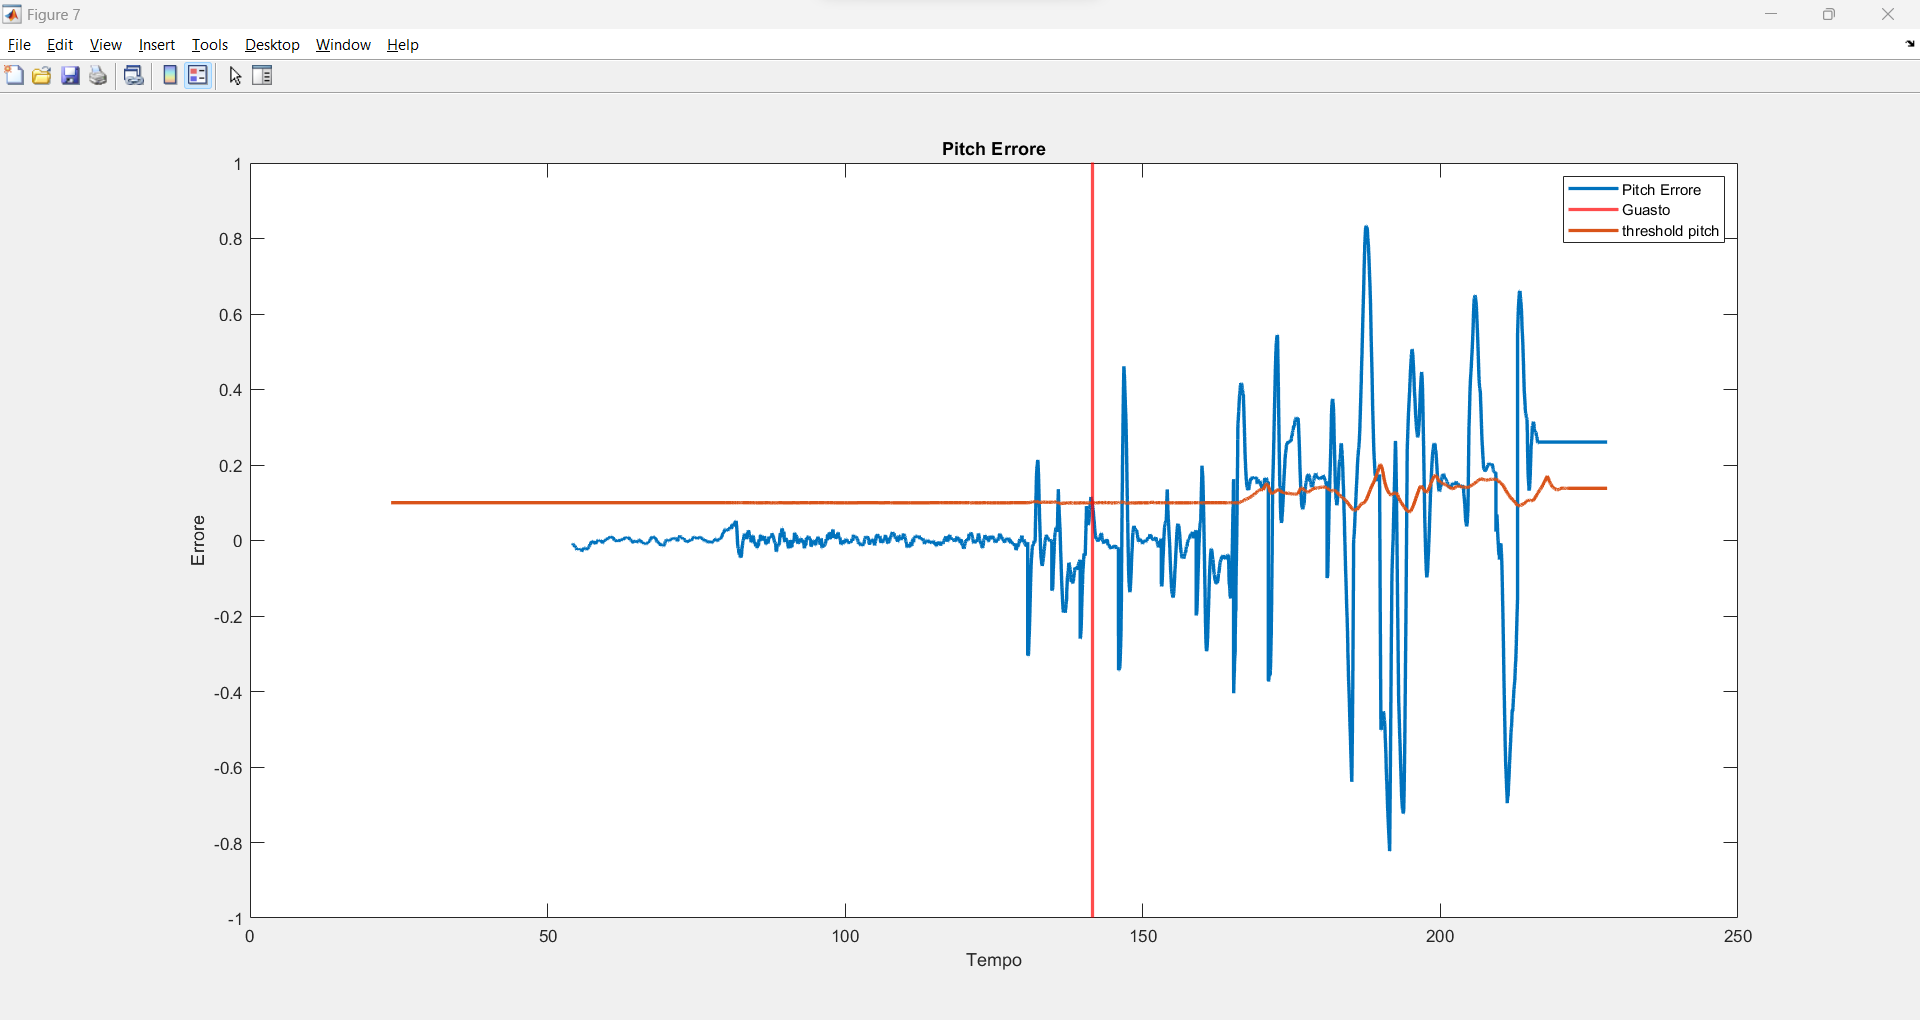 Figure 7
File Edit View Insert Tools Desktop Window Help
Pitch Errore
Pitch Errore
Guasto
threshold pitch
1
0.8
0.6
0.4
0.2
0
-0.2
-0.4
-0.6
-0.8
-1
Errore
0 50 100 150 200 250
Tempo